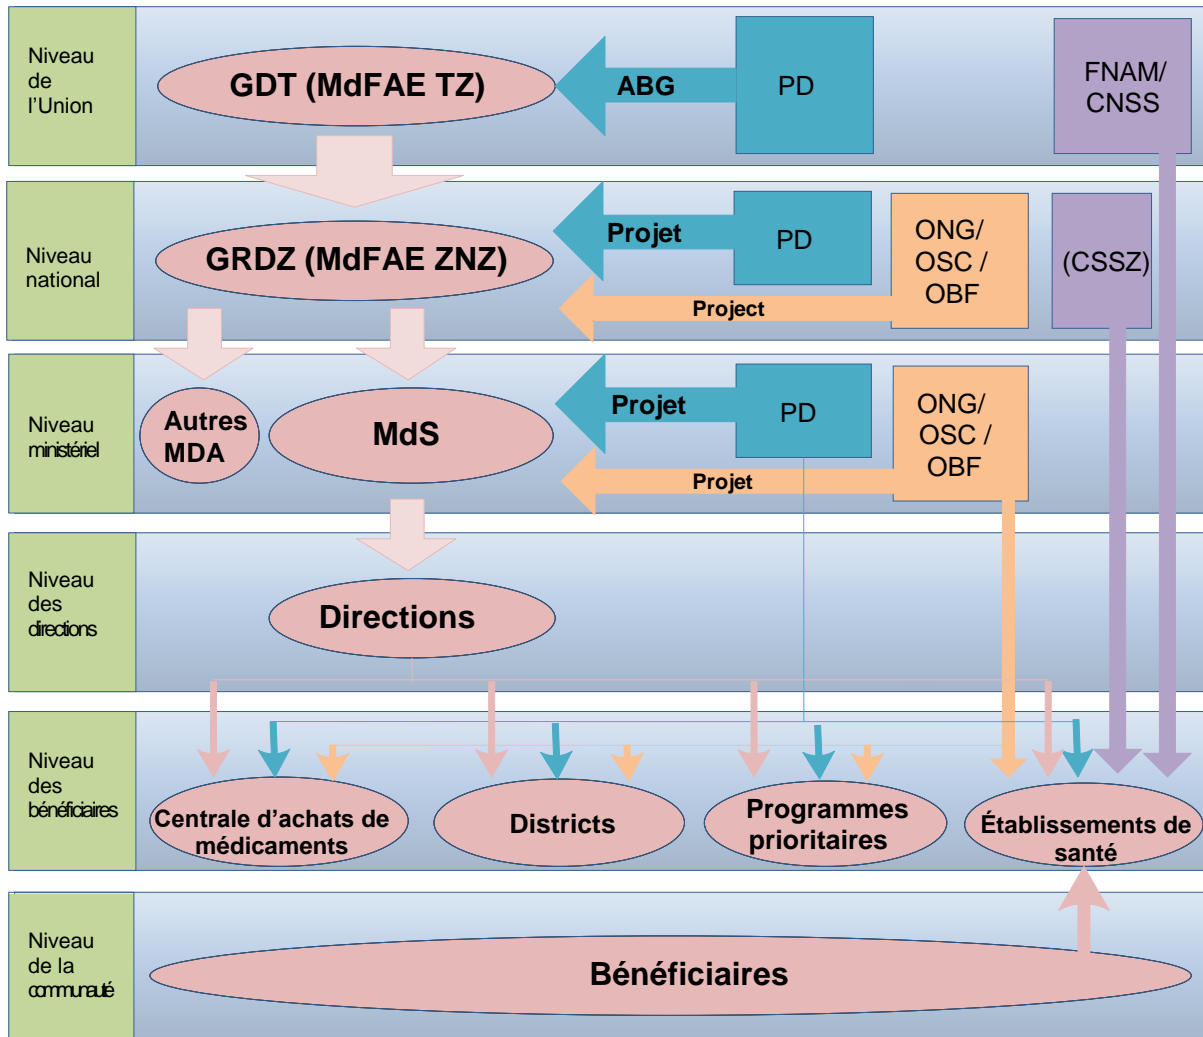 Niveau
de
l’Union
GDT (MdFAE TZ)
ABG
PD
FNAM/
CNSS
Niveau
national
GRDZ (MdFAE ZNZ)
Projet
PD
Project
ONG/
OSC /
OBF
(CSSZ)
Niveau
ministériel
Autres
MDA
MdS
Projet
PD
Projet
ONG/
OSC /
OBF
Niveau
des
directions
Directions
Niveau
des
bénéficiaires
Centrale d’achats de
médicaments
Districts
Programmes
prioritaires
Établissements de
santé
Niveau
de la
communauté
Bénéficiaires